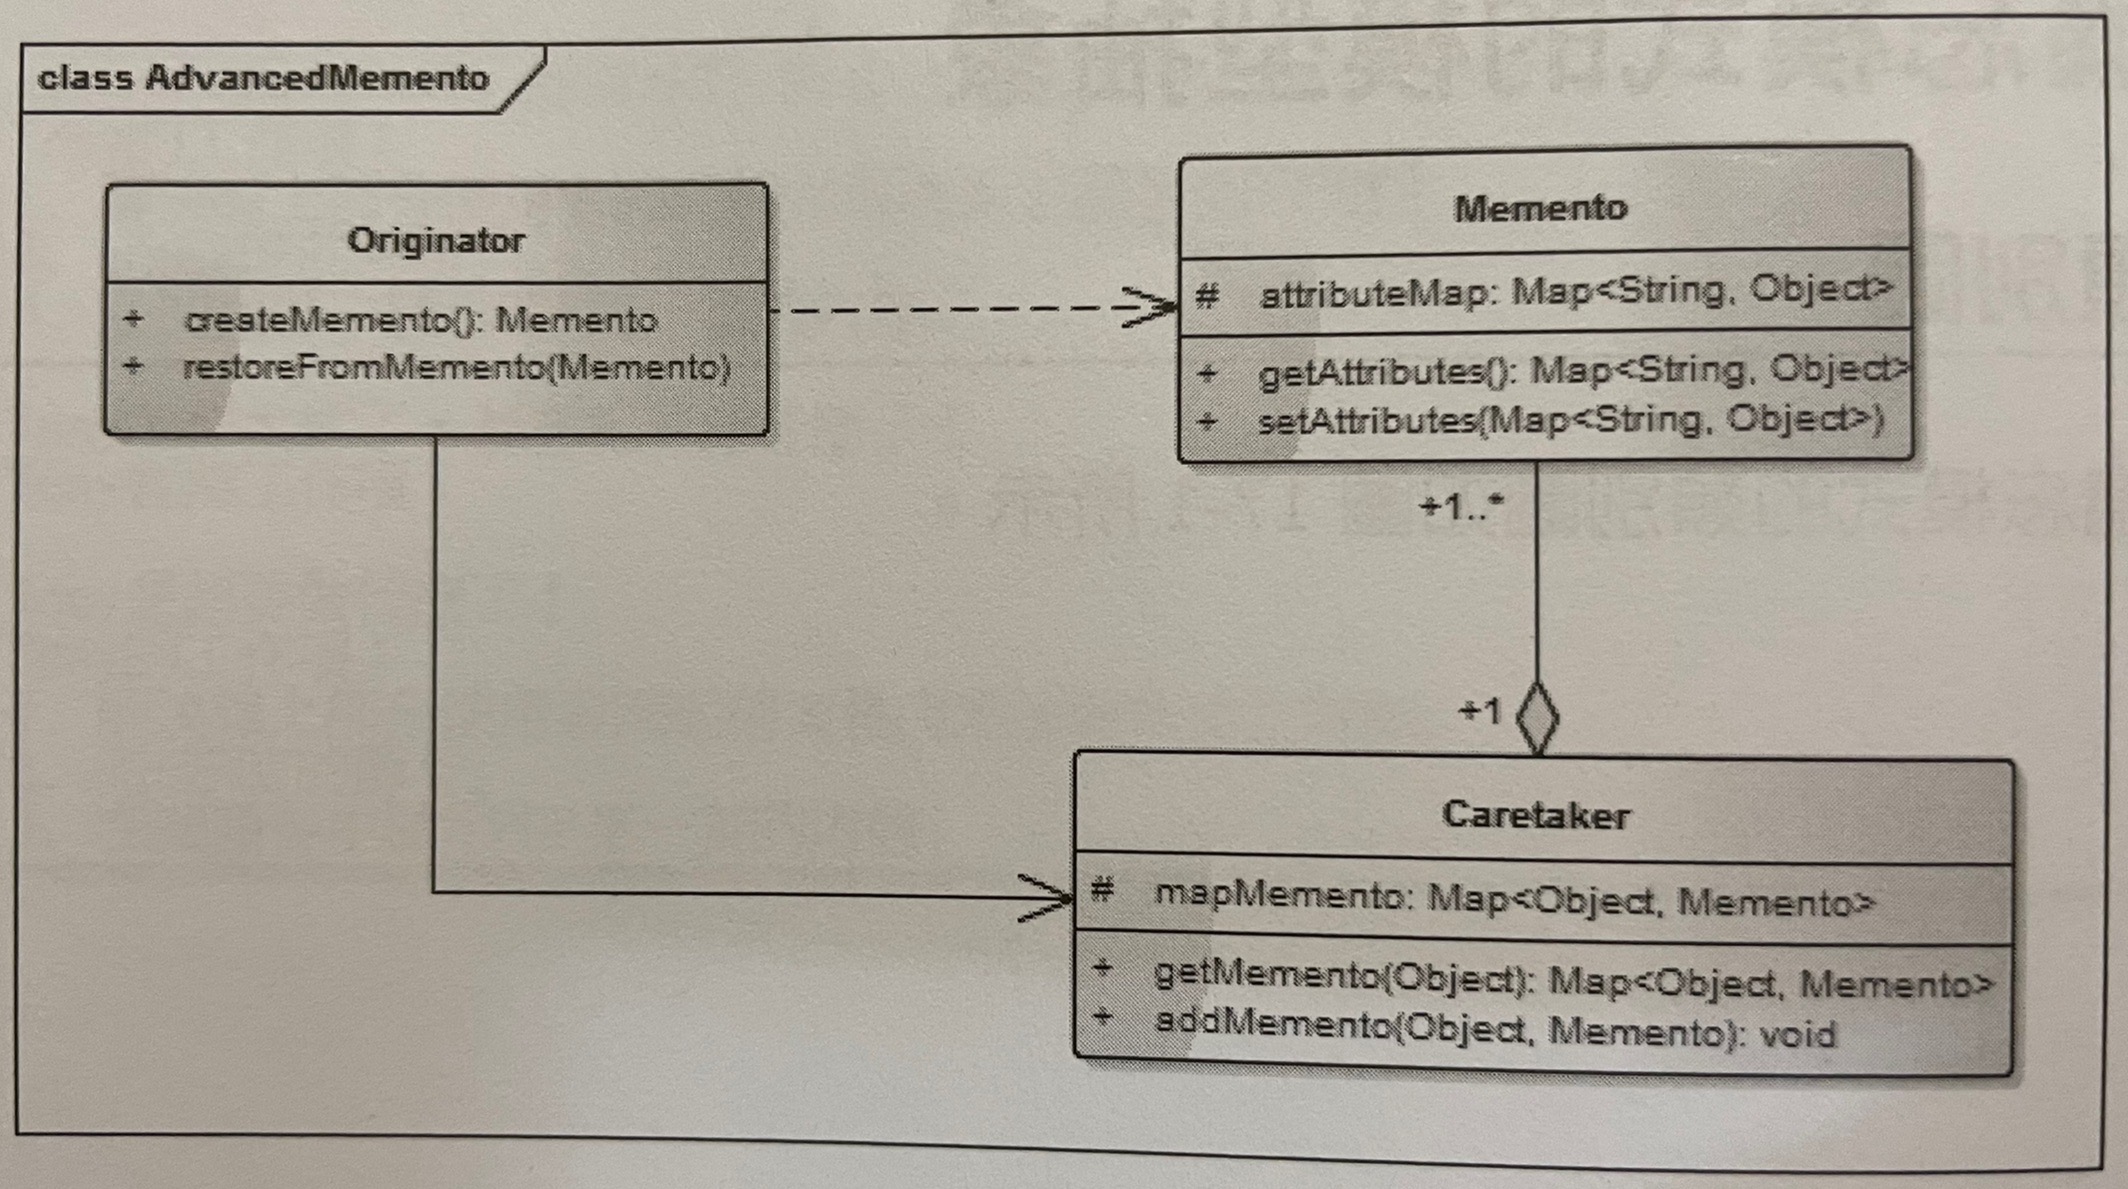 class AdvancedMemento
Originator
+ createMemento(): Memento
+ restoreFromMemento(Memento)
Memento
# attributeMap: Map<String, Object>
+ getAttributes(): Map<String, Object>
+ setAttributes(Map<String, Object>)
+1..*
+1
Caretaker
# mapMemento: Map<Object, Memento>
+ getMemento(Object): Map<Object, Memento>
+ addMemento(Object, Memento): void